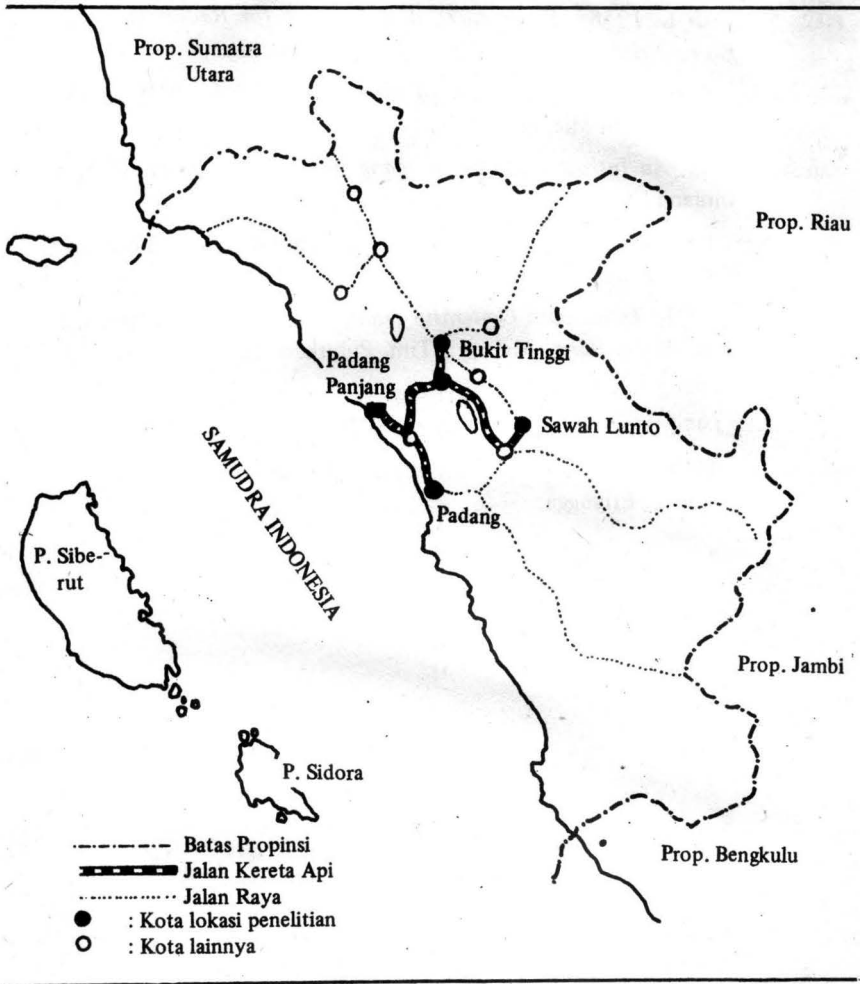 Prop. Sumatra
Utara
Prop. Riau
Bukit Tinggi
Padang
Panjang
Sawah Lunto
SAMUDRA INDONESIA
Padang
P. Sibe-
rut
Prop. Jambi
P. Sidora
Batas Propinsi
Jalan Kereta Api
Prop. Bengkulu
Jalan Raya
: Kota lokasi penelitian
: Kota lainnya